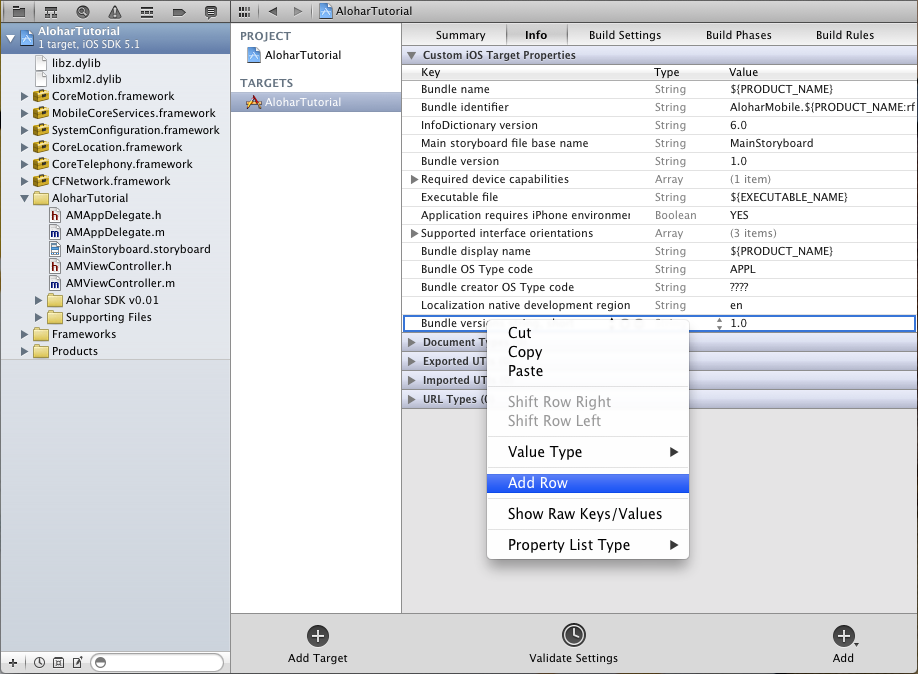 AloharTutorial
AloharTutorial
1 target, iOS SDK 5.1
libz.dylib
libxml2.dylib
CoreMotion.framework
MobileCoreServices.framework
SystemConfiguration.framework
CoreLocation.framework
CoreTelephony.framework
CFNetwork.framework
AloharTutorial
h AMAppDelegate.h
m AMAppDelegate.m
MainStoryboard.storyboard
h AMViewController.h
m AMViewController.m
Alohar SDK v0.01
Supporting Files
Frameworks
Products
PROJECT
AloharTutorial
TARGETS
AloharTutorial
Summary Info Build Settings Build Phases Build Rules
Custom iOS Target Properties
Key Type Value
Bundle name String ${PRODUCT_NAME}
Bundle identifier String AloharMobile.${PRODUCT_NAME:rf
InfoDictionary version String 6.0
Main storyboard file base name String MainStoryboard
Bundle version String 1.0
Required device capabilities Array (1 item)
Executable file String ${EXECUTABLE_NAME}
Application requires iPhone environmer Boolean YES
Supported interface orientations Array (3 items)
Bundle display name String ${PRODUCT_NAME}
Bundle OS Type code String APPL
Bundle creator OS Type code String ????
Localization native development region String en
Bundle versi 1.0
Document Ty
Exported UT
Imported UT
URL Types (
Cut
Copy
Paste
Shift Row Right
Shift Row Left
Value Type
Add Row
Show Raw Keys/Values
Property List Type
Add Target Validate Settings Add